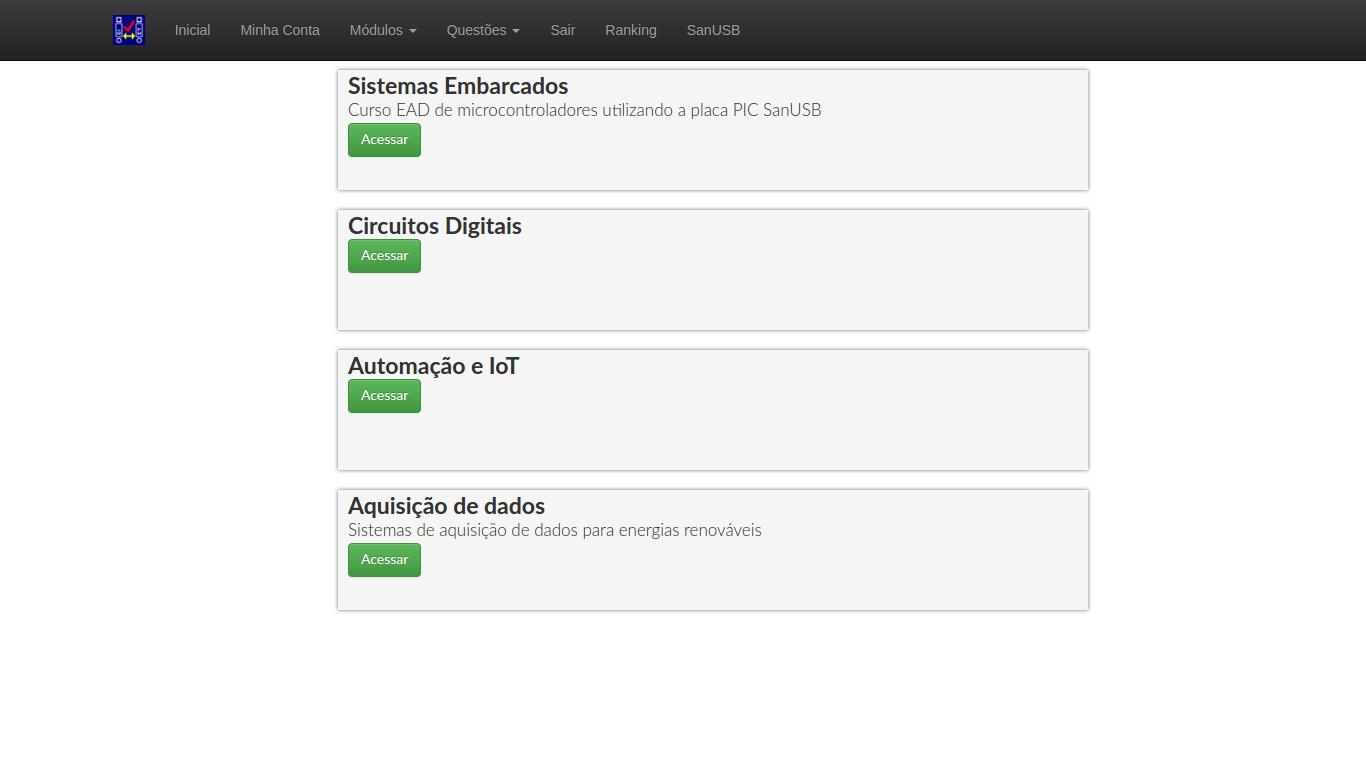 Inicial Minha Conta Módulos Questões Sair Ranking SanUSB
Sistemas Embarcados
Curso EAD de microcontroladores utilizando a placa PIC SanUSB
Acessar
Circuitos Digitais
Acessar
Automação e IoT
Acessar
Aquisição de dados
Sistemas de aquisição de dados para energias renováveis
Acessar